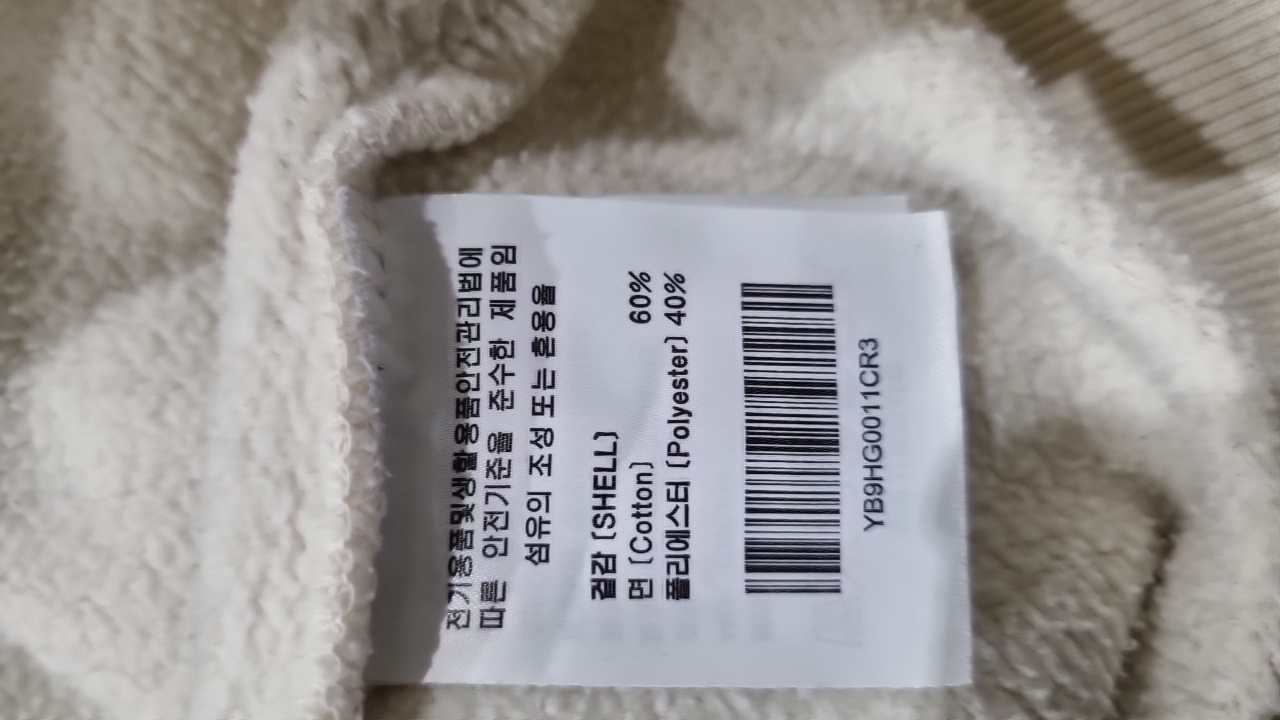 전기용품및생활용품안전관리법에
따른 안전기준을 준수한 제품임
섬유의 조성 또는 혼용율
겉감 (SHELL)
면 (Cotton) 60%
폴리에스터 (Polyester) 40%
YB9HG0011CR3